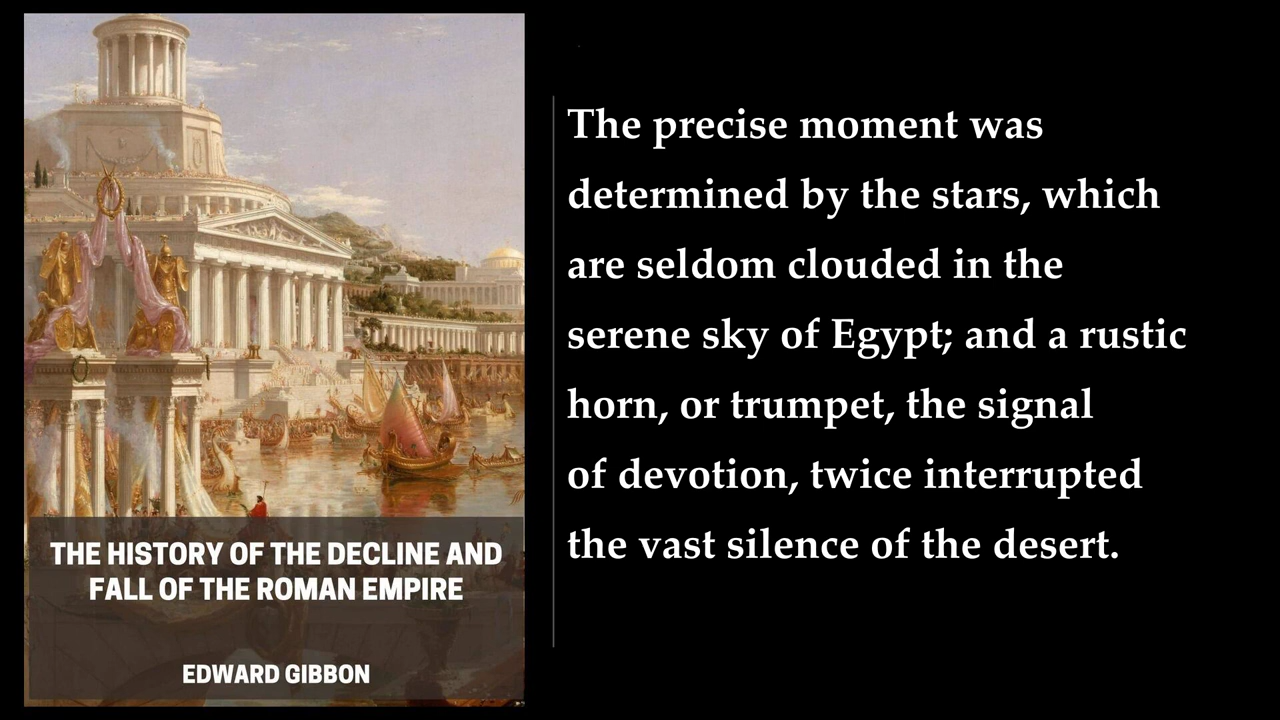 THE HISTORY OF THE DECLINE AND
FALL OF THE ROMAN EMPIRE
EDWARD GIBBON
The precise moment was
determined by the stars, which
are seldom clouded in the
serene sky of Egypt; and a rustic
horn, or trumpet, the signal
of devotion, twice interrupted
the vast silence of the desert.